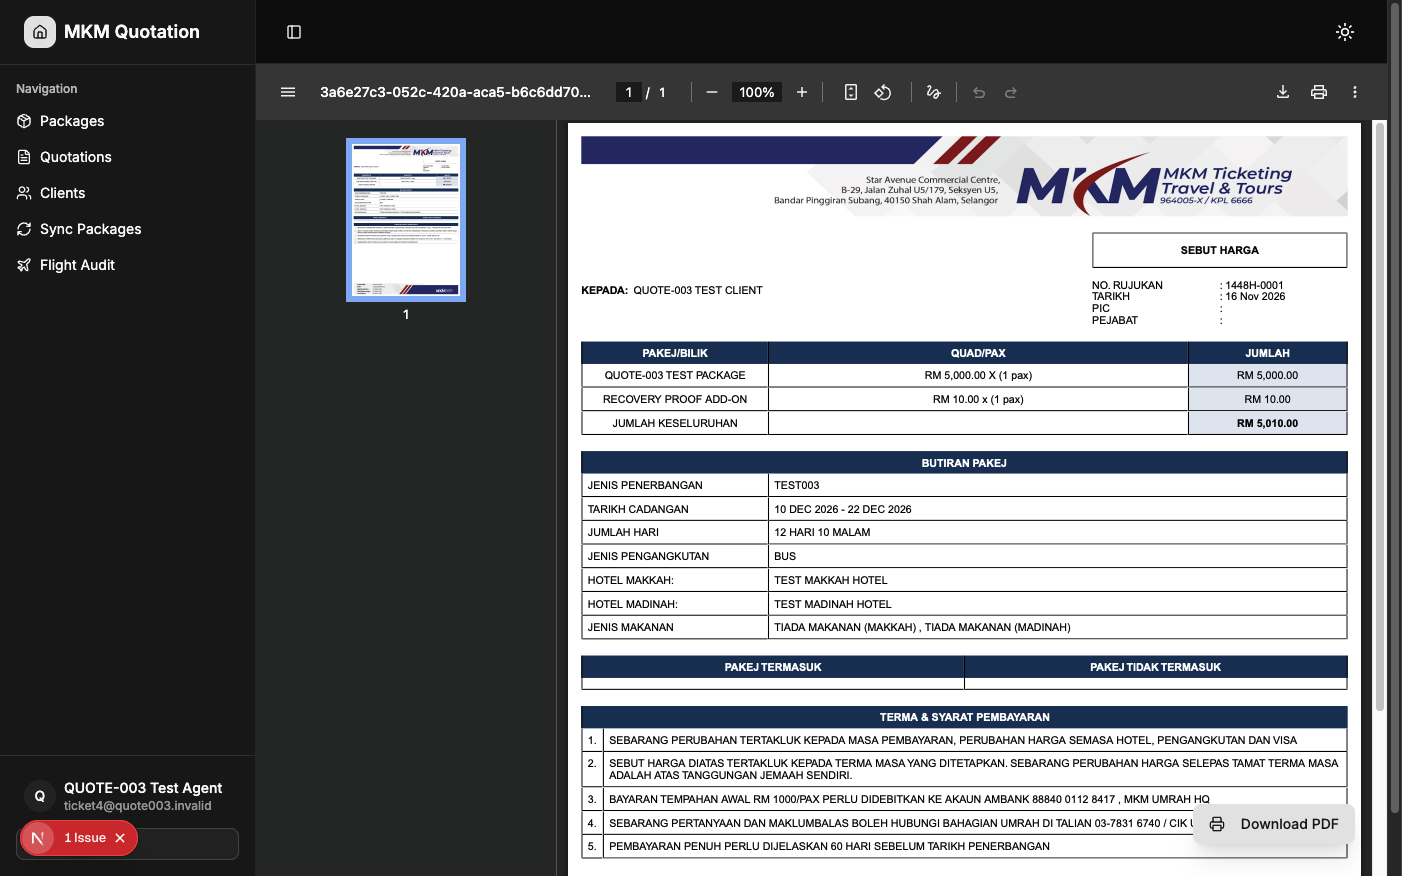 MKM Quotation
Navigation
Packages
Quotations
Clients
Sync Packages
Flight Audit
QUOTE-003 Test Agent
ticket4@quote003.invalid
Q
N
1 Issue
3a6e27c3-052c-420a-aca5-b6c6dd70...
1 / 1
100%
1
Star Avenue Commercial Centre,
B-29, Jalan Zuhal U5/179, Seksyen U5,
Bandar Pinggiran Subang, 40150 Shah Alam, Selangor
MKM
MKM Ticketing
Travel & Tours
964005-X / KPL 6666
SEBUT HARGA
KEPADA: QUOTE-003 TEST CLIENT
NO. RUJUKAN : 1448H-0001
TARIKH : 16 Nov 2026
PIC :
PEJABAT :
PAKEJ/BILIK QUAD/PAX JUMLAH
QUOTE-003 TEST PACKAGE RM 5,000.00 X (1 pax) RM 5,000.00
RECOVERY PROOF ADD-ON RM 10.00 x (1 pax) RM 10.00
JUMLAH KESELURUHAN RM 5,010.00
BUTIRAN PAKEJ
JENIS PENERBANGAN TEST003
TARIKH CADANGAN 10 DEC 2026 - 22 DEC 2026
JUMLAH HARI 12 HARI 10 MALAM
JENIS PENGANGKUTAN BUS
HOTEL MAKKAH: TEST MAKKAH HOTEL
HOTEL MADINAH: TEST MADINAH HOTEL
JENIS MAKANAN TIADA MAKANAN (MAKKAH) , TIADA MAKANAN (MADINAH)
PAKEJ TERMASUK PAKEJ TIDAK TERMASUK
TERMA & SYARAT PEMBAYARAN
1. SEBARANG PERUBAHAN TERTAKLUK KEPADA MASA PEMBAYARAN, PERUBAHAN HARGA SEMASA HOTEL, PENGANGKUTAN DAN VISA
2. SEBUT HARGA DIATAS TERTAKLUK KEPADA TERMA MASA YANG DITETAPKAN. SEBARANG PERUBAHAN HARGA SELEPAS TAMAT TERMA MASA
ADALAH ATAS TANGGUNGAN JEMAAH SENDIRI.
3. BAYARAN TEMPAHAN AWAL RM 1000/PAX PERLU DIDEBITKAN KE AKAUN AMBANK 88840 0112 8417 , MKM UMRAH HQ
4. SEBARANG PERTANYAAN DAN MAKLUMBALAS BOLEH HUBUNGI BAHAGIAN UMRAH DI TALIAN 03-7831 6740 / CIK
5. PEMBAYARAN PENUH PERLU DIJELASKAN 60 HARI SEBELUM TARIKH PENERBANGAN
Download PDF